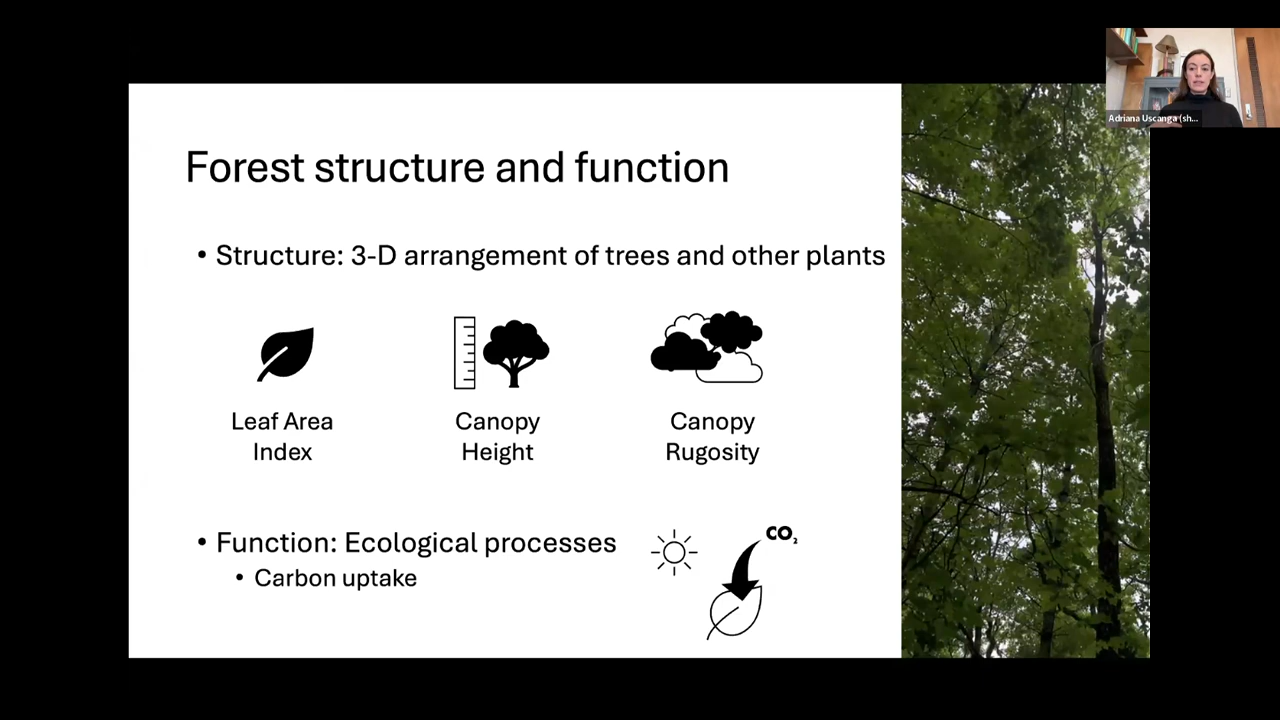 Adriana Uscanga (sh...
Forest structure and function
• Structure: 3-D arrangement of trees and other plants
Leaf Area
Index
Canopy
Height
Canopy
Rugosity
• Function: Ecological processes
• Carbon uptake
CO₂